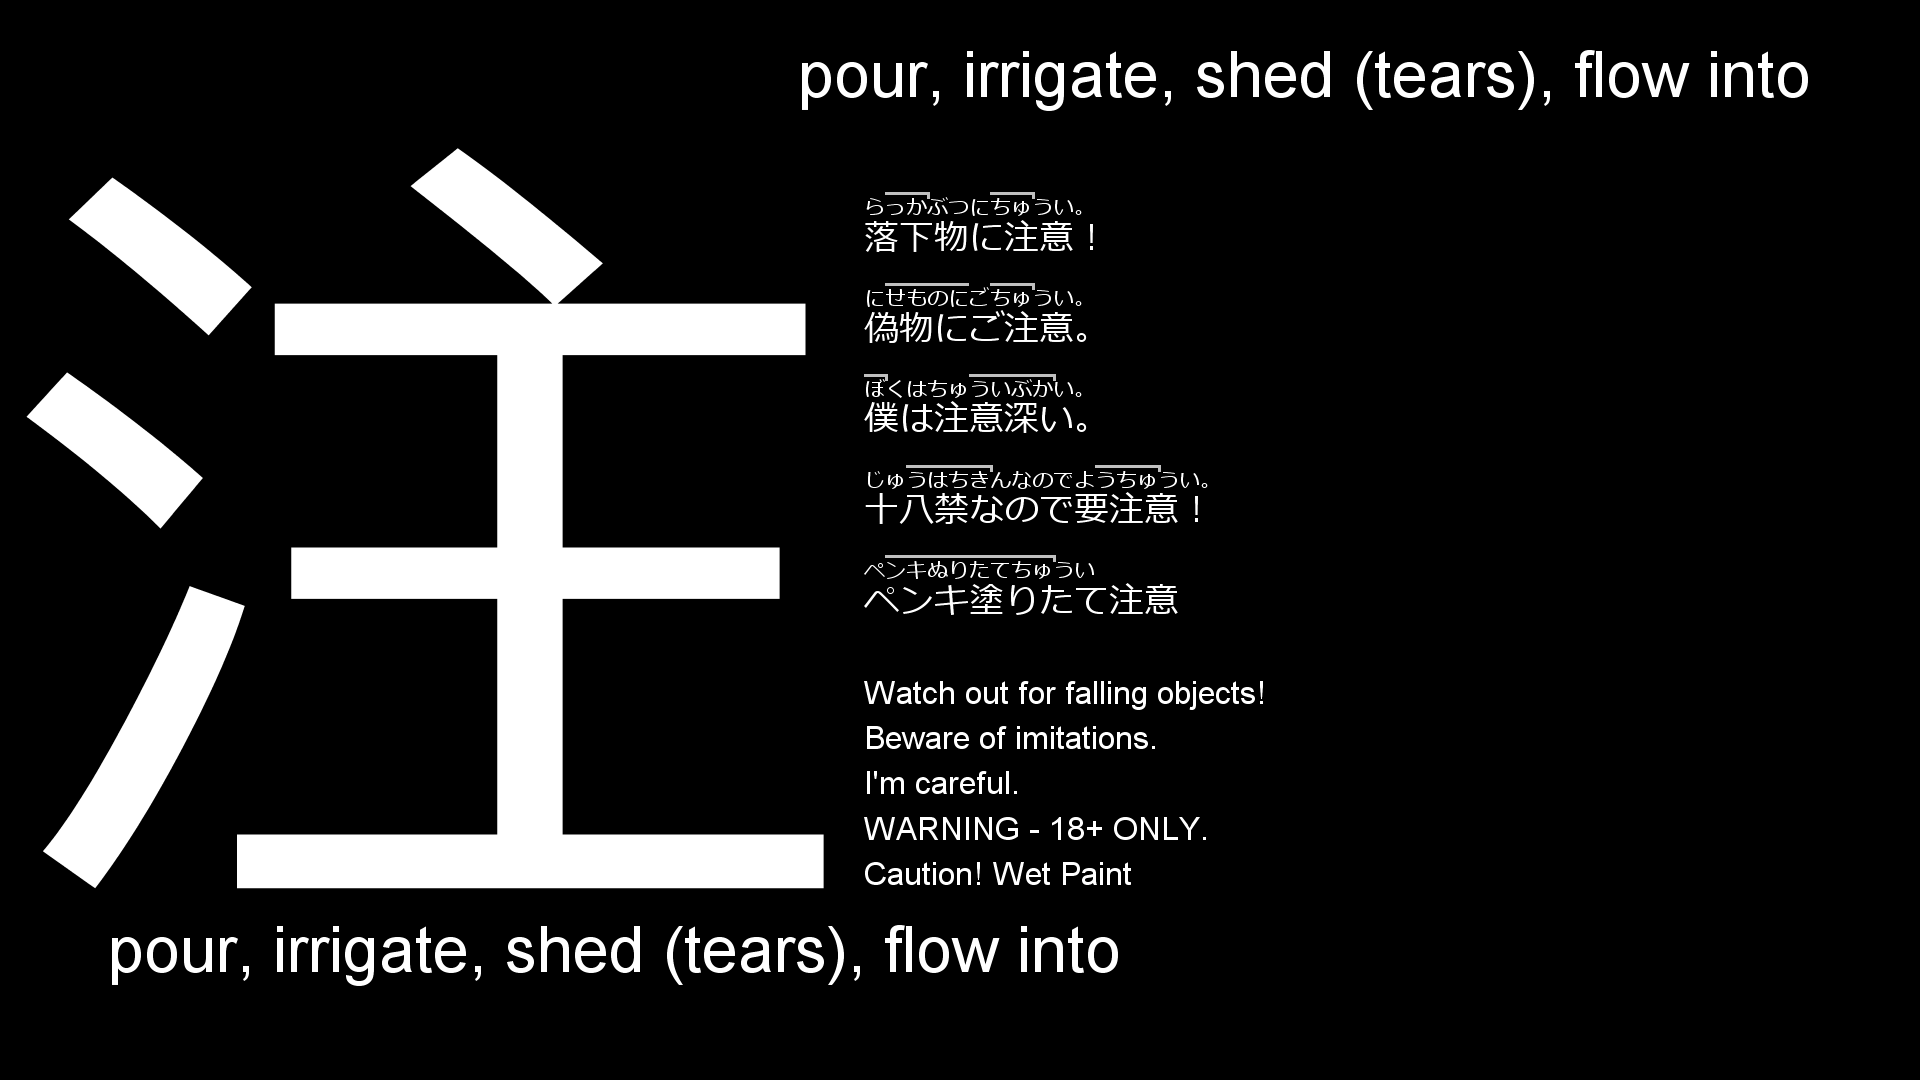 pour, irrigate, shed (tears), flow into
注
らっかぶつにちゅうい。
落下物に注意！
にせものにごちゅうい。
偽物にご注意。
ぼくはちゅういぶかい。
僕は注意深い。
じゅうはちきんなのでようちゅうい。
十八禁なので要注意！
ペンキぬりたてちゅうい
ペンキ塗りたて注意
Watch out for falling objects!
Beware of imitations.
I'm careful.
WARNING - 18+ ONLY.
Caution! Wet Paint
pour, irrigate, shed (tears), flow into